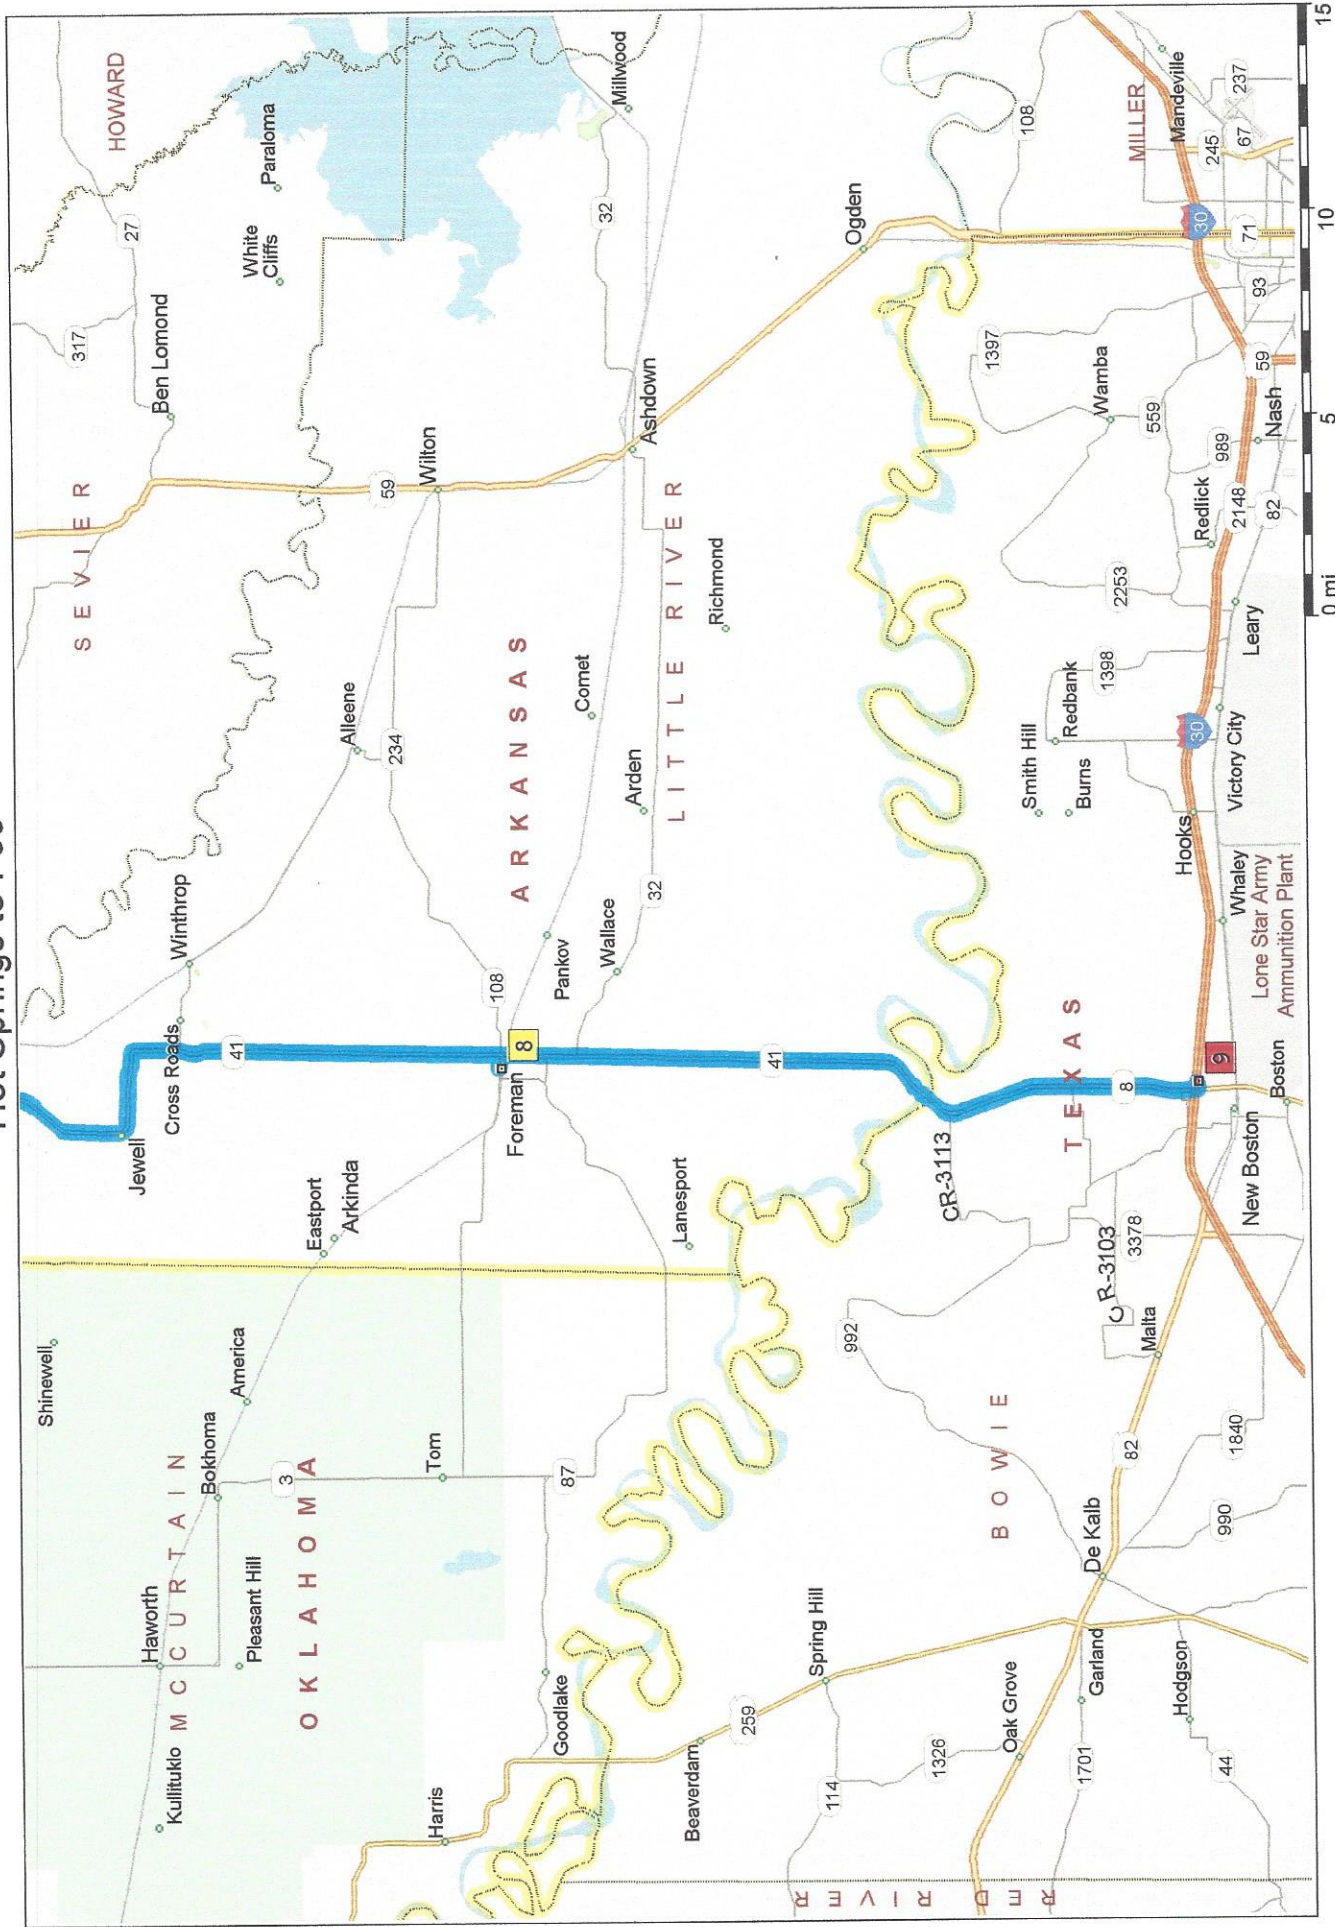 Hot Springs to I-30
Shinewell
Jewell
Kullituklo
Haworth
MCCURTAIN
Pleasant Hill
Bokhoma
America
3
OKLAHOMA
Eastport
Arkinda
Cross Roads
Winthrop
41
SEVIER
317
Ben Lomond
27
HOWARD
White
Cliffs
Paraloma
Harris
Tom
Alleene
234
59
Wilton
Goodlake
87
Foreman
8
108
Pankov
ARKANSAS
Comet
Wallace
Arden
32
Ashdown
32
Millwood
Beaverdam
259
Lanesport
LITTLE RIVER
Richmond
41
RED RIVER
114
Spring Hill
992
Ogden
1326
Oak Grove
BOWIE
CR-3113
Smith Hill
Redbank
Burns
1397
108
1701
Garland
De Kalb
82
Malta
R-3103
C
3378
TEXAS
8
1398
2253
Wamba
559
MILLER
Mandeville
44
Hodgson
990
1840
New Boston
9
Boston
Hooks
Whaley
Victory City
30
Lone Star Army
Ammunition Plant
Leary
Redlick
2148
82
989
Nash
59
93
30
71
245
67
237
0 mi
5
10
15